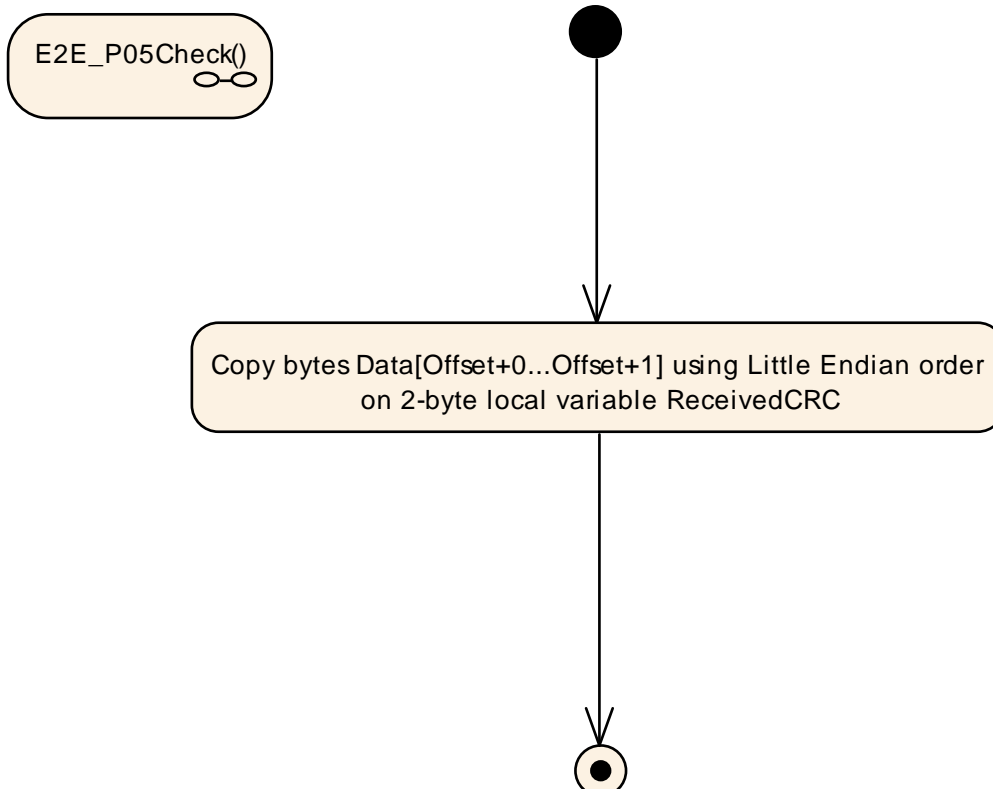 E2E_P05Check()
Copy bytes Data[Offset+0...Offset+1] using Little Endian order
on 2-byte local variable ReceivedCRC